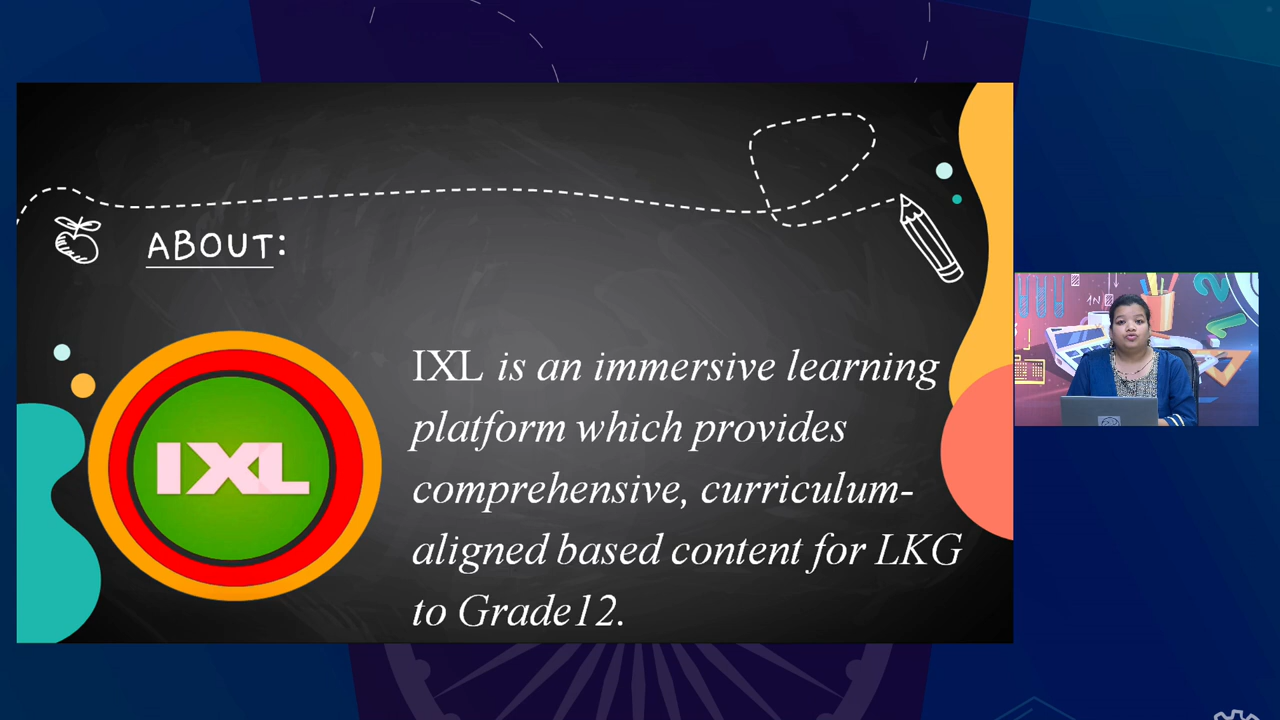 ABOUT:
IXL
IXL is an immersive learning
platform which provides
comprehensive, curriculum-
aligned based content for LKG
to Grade12.